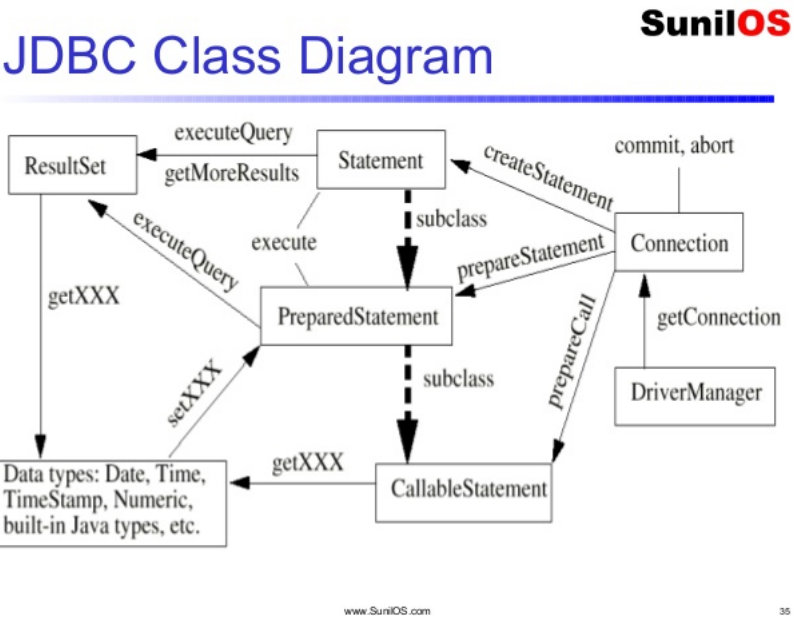 SunilOS
JDBC Class Diagram
executeQuery
ResultSet
getMoreResults
Statement
createStatement
commit, abort
executeQuery
execute
subclass
prepareStatement
Connection
getXXX
PreparedStatement
getConnection
setXXX
subclass
prepareCall
DriverManager
Data types: Date, Time,
TimeStamp, Numeric,
built-in Java types, etc.
getXXX
CallableStatement
www.SunilOS.com
35